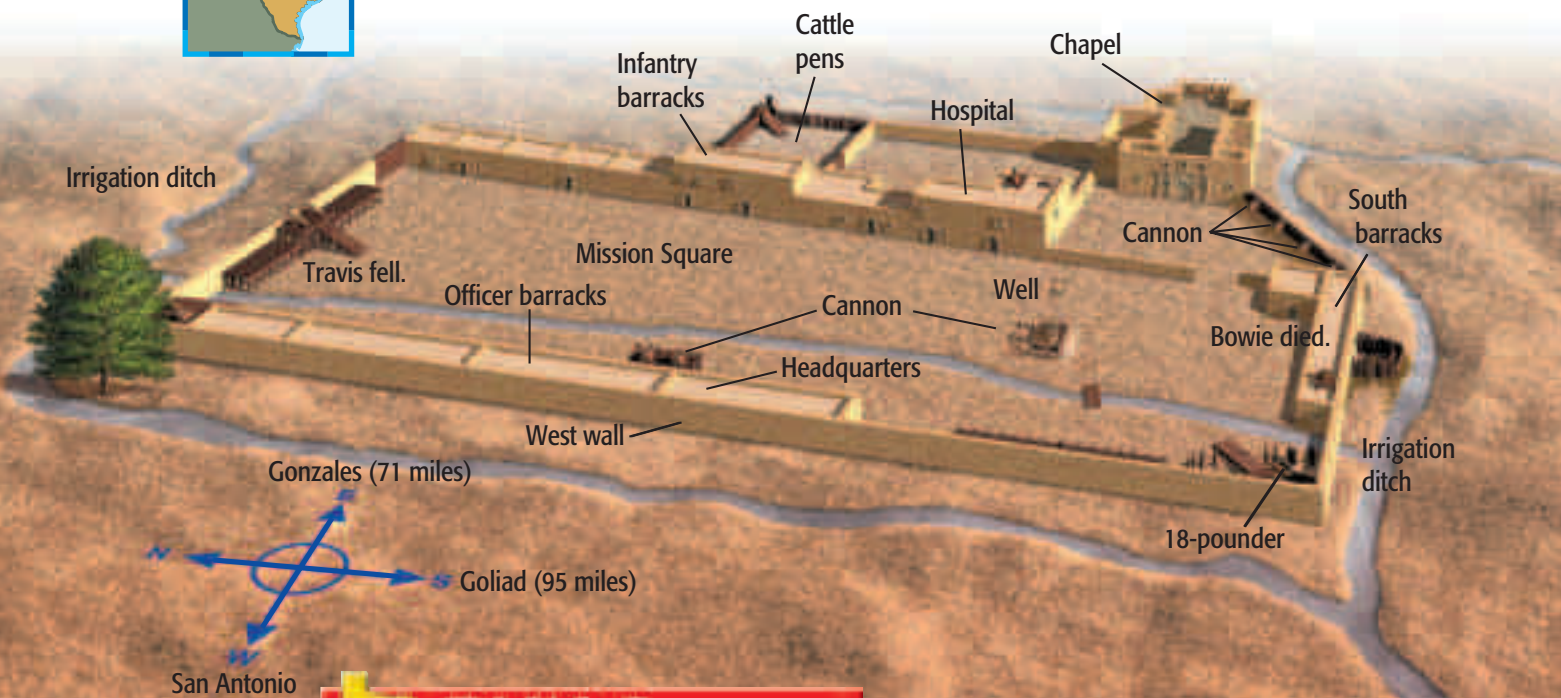 Cattle
pens
Chapel
Infantry
barracks
Hospital
Irrigation ditch
South
barracks
Cannon
Mission Square
Travis fell.
Well
Officer barracks
Cannon
Bowie died.
Headquarters
West wall
Irrigation
ditch
Gonzales (71 miles)
E
18-pounder
N
S Goliad (95 miles)
W
San Antonio